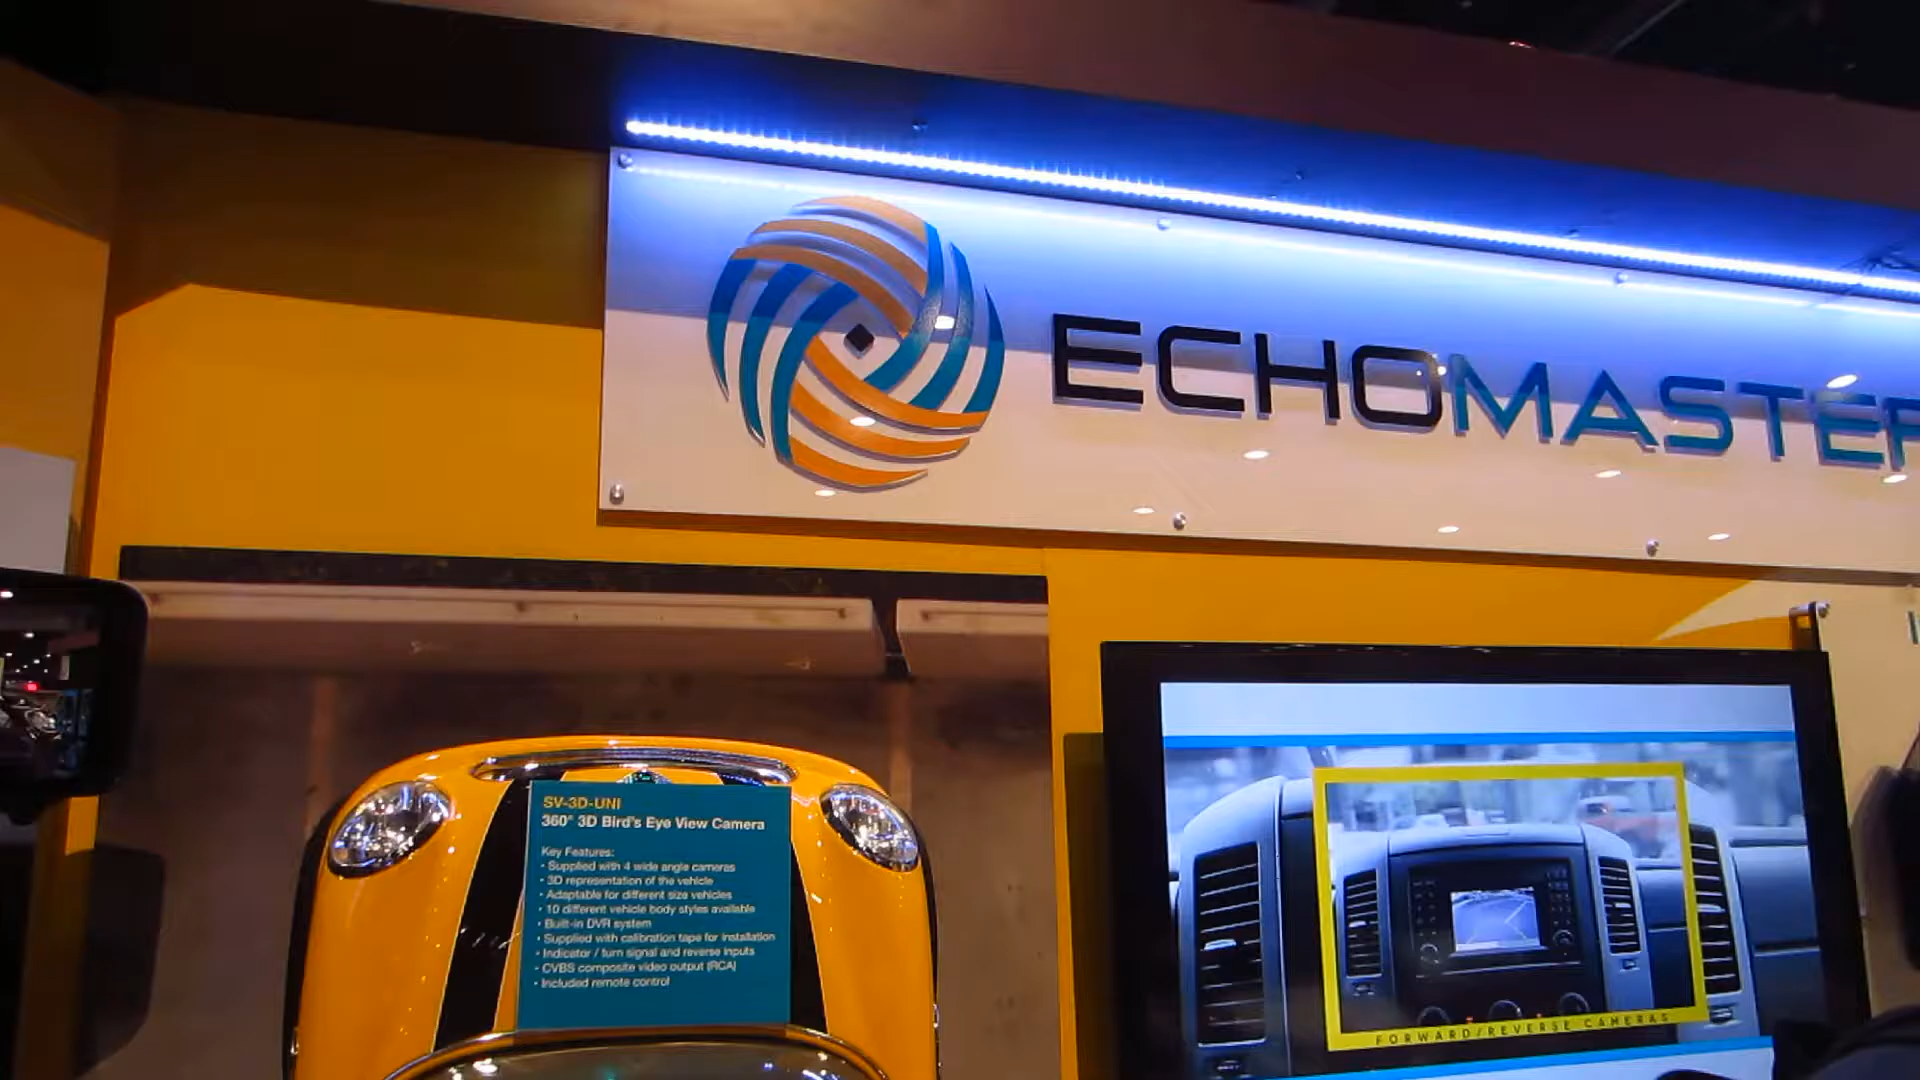 ECHOMASTER
SV-3D-UNI
360° 3D Bird's Eye View Camera
Key Features:
• Supplied with 4 wide angle cameras
• 3D representation of the vehicle
• Adaptable for different size vehicles
• 10 different vehicle body styles available
• Built-in DVR system
• Supplied with calibration tape for installation
• Indicator / turn signal and reverse inputs
• CVBS composite video output (RCA)
• Included remote control
FORWARD/REVERSE CAMERAS